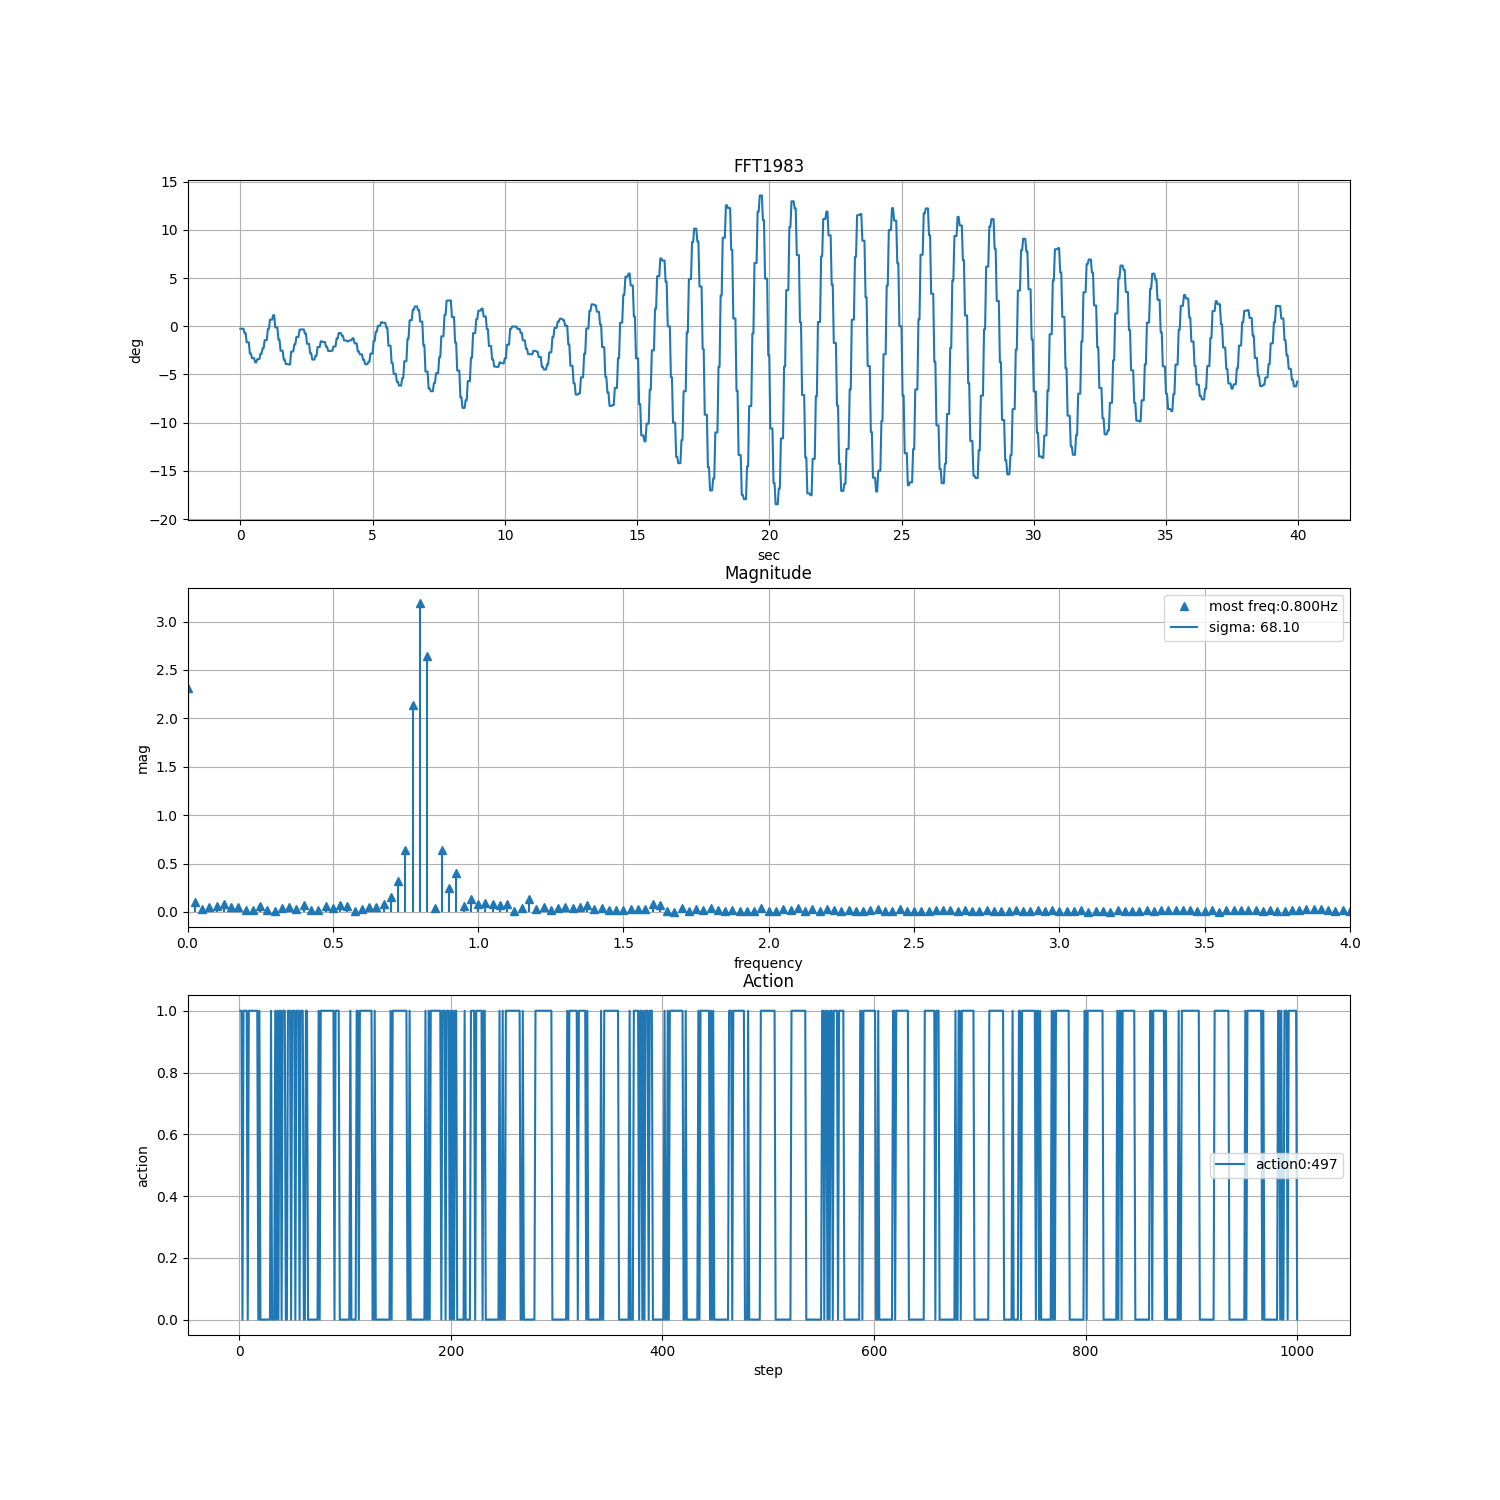 FFT1983
15
10
5
0
−5
−10
−15
−20
deg
0 5 10 15 20 25 30 35 40
sec
Magnitude
most freq:0.800Hz
sigma: 68.10
3.0
2.5
2.0
1.5
1.0
0.5
0.0
mag
0.0 0.5 1.0 1.5 2.0 2.5 3.0 3.5 4.0
frequency
Action
1.0
0.8
0.6
0.4
0.2
0.0
action
action0:497
0 200 400 600 800 1000
step